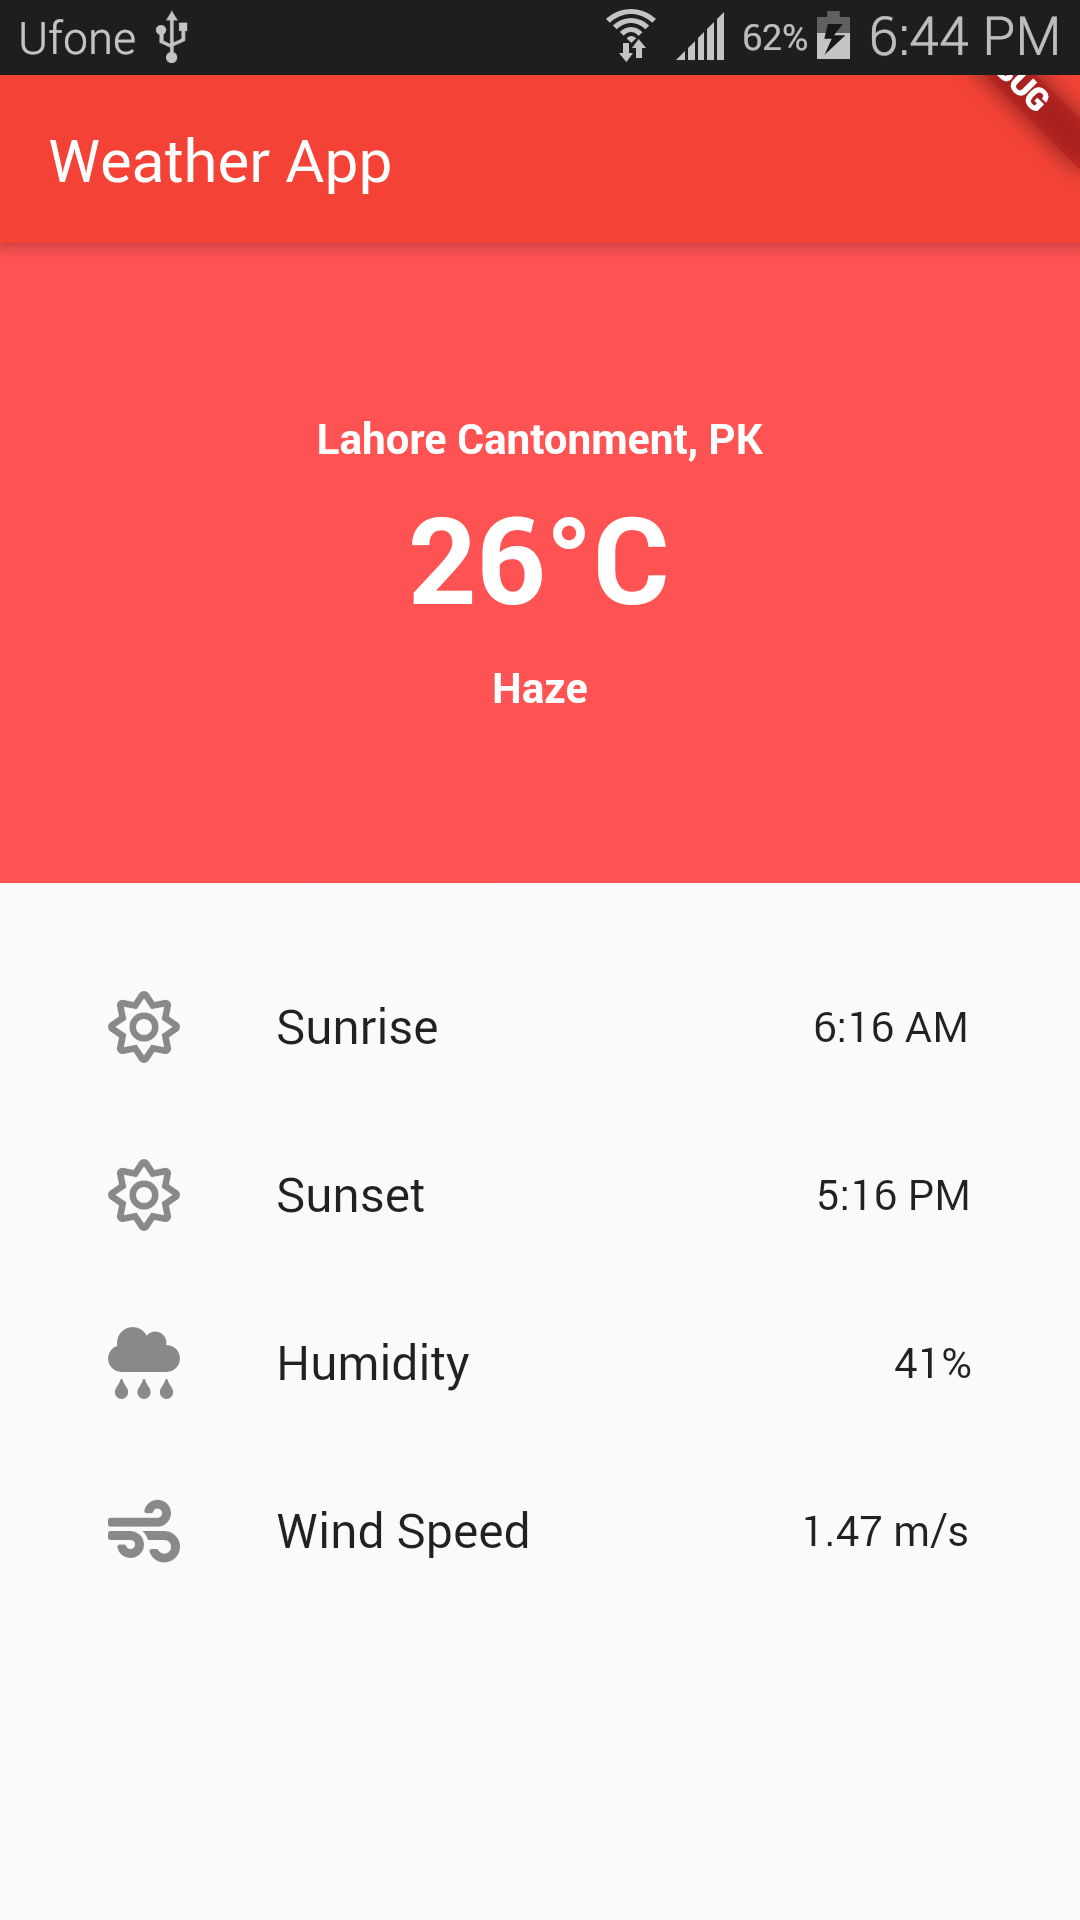 Ufone 62% 6:44 PM
Weather App
Lahore Cantonment, PK
26°C
Haze
Sunrise 6:16 AM
Sunset 5:16 PM
Humidity 41%
Wind Speed 1.47 m/s